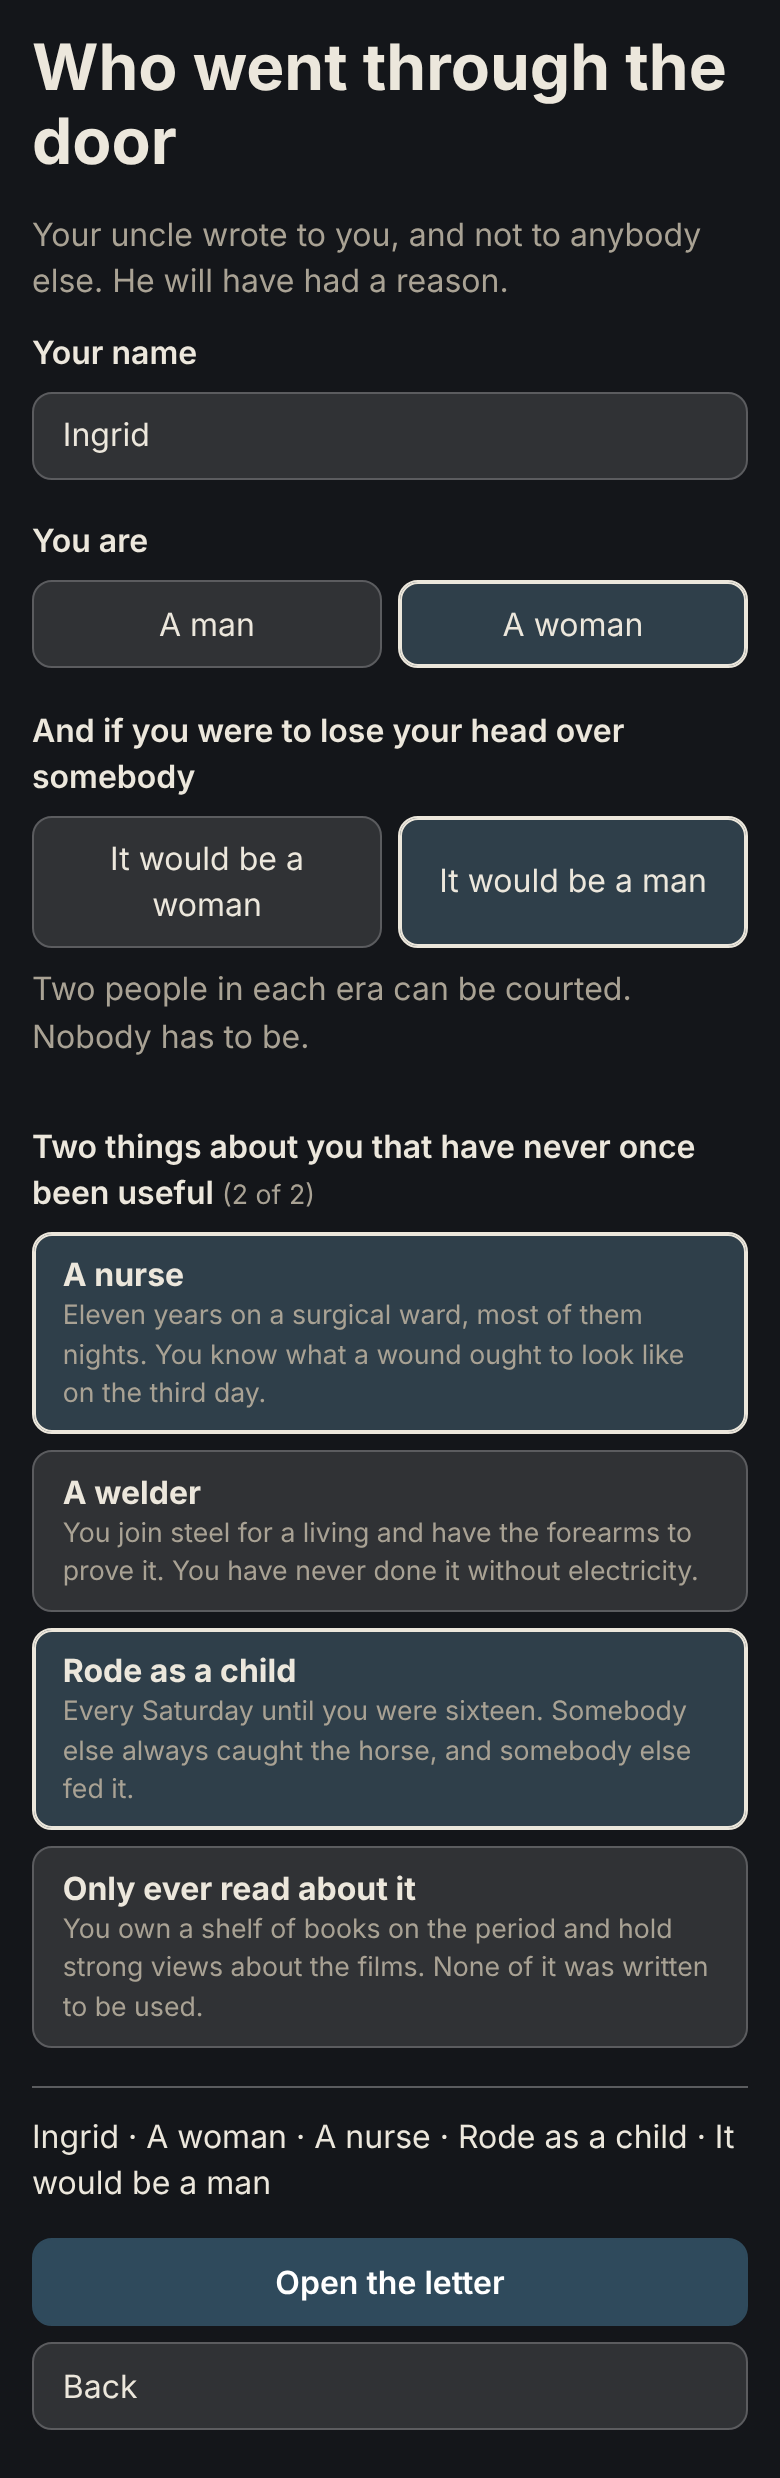 Who went through the
door
Your uncle wrote to you, and not to anybody
else. He will have had a reason.
Your name
Ingrid
You are
A man
A woman
And if you were to lose your head over
somebody
It would be a
woman
It would be a man
Two people in each era can be courted.
Nobody has to be.
Two things about you that have never once
been useful (2 of 2)
A nurse
Eleven years on a surgical ward, most of them
nights. You know what a wound ought to look like
on the third day.
A welder
You join steel for a living and have the forearms to
prove it. You have never done it without electricity.
Rode as a child
Every Saturday until you were sixteen. Somebody
else always caught the horse, and somebody else
fed it.
Only ever read about it
You own a shelf of books on the period and hold
strong views about the films. None of it was written
to be used.
Ingrid · A woman · A nurse · Rode as a child · It
would be a man
Open the letter
Back